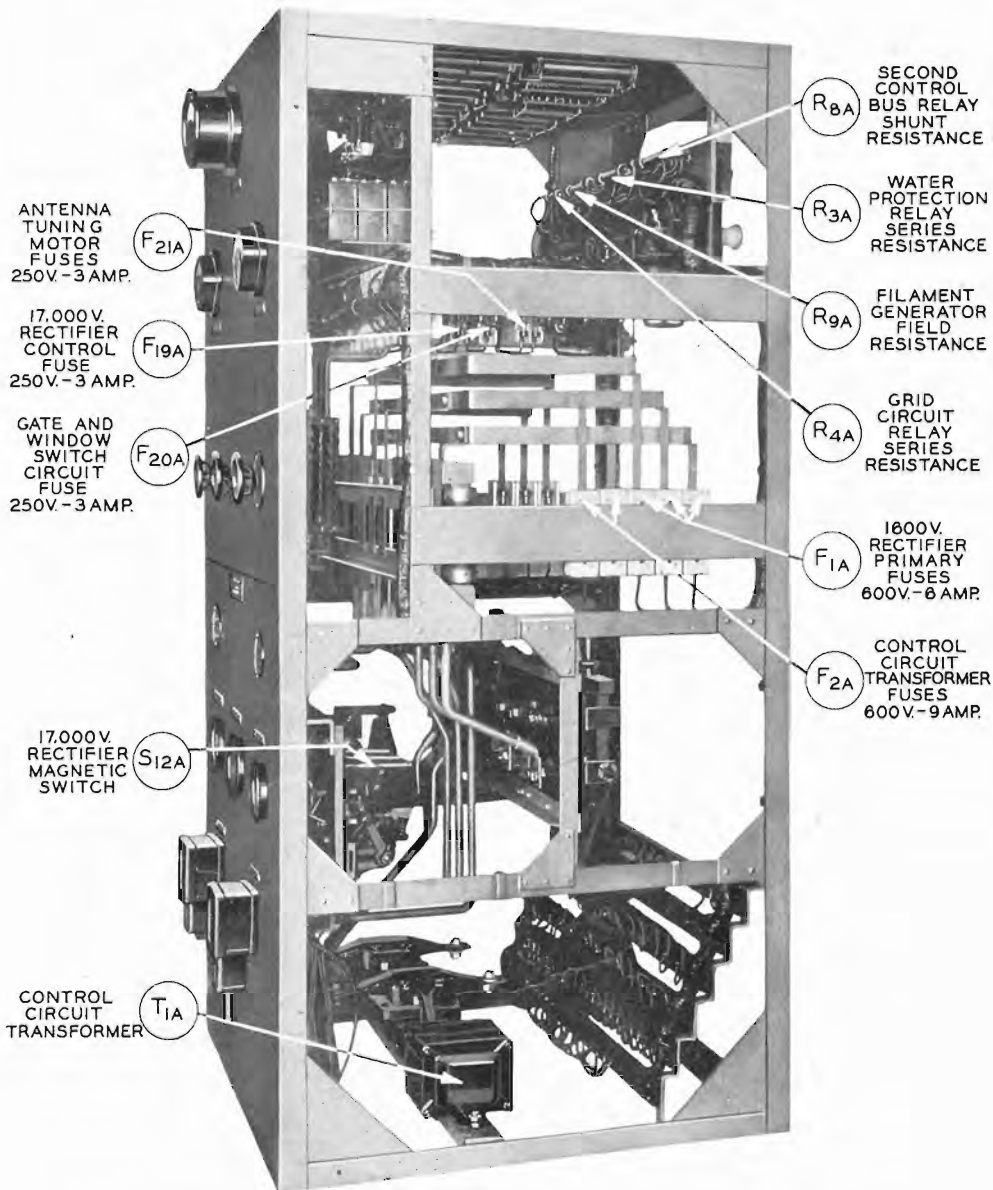 ANTENNA
TUNING
MOTOR
FUSES
250V.-3 AMP.
F21A
17,000 V.
RECTIFIER
CONTROL
FUSE
250V.-3 AMP.
F19A
GATE AND
WINDOW
SWITCH
CIRCUIT
FUSE
250V.-3 AMP.
F20A
17,000 V.
RECTIFIER
MAGNETIC
SWITCH
S12A
CONTROL
CIRCUIT
TRANSFORMER
T1A
R8A
SECOND
CONTROL
BUS RELAY
SHUNT
RESISTANCE
R3A
WATER
PROTECTION
RELAY
SERIES
RESISTANCE
R9A
FILAMENT
GENERATOR
FIELD
RESISTANCE
R4A
GRID
CIRCUIT
RELAY
SERIES
RESISTANCE
F1A
1600V.
RECTIFIER
PRIMARY
FUSES
600V.-6 AMP.
F2A
CONTROL
CIRCUIT
TRANSFORMER
FUSES
600V.-9 AMP.